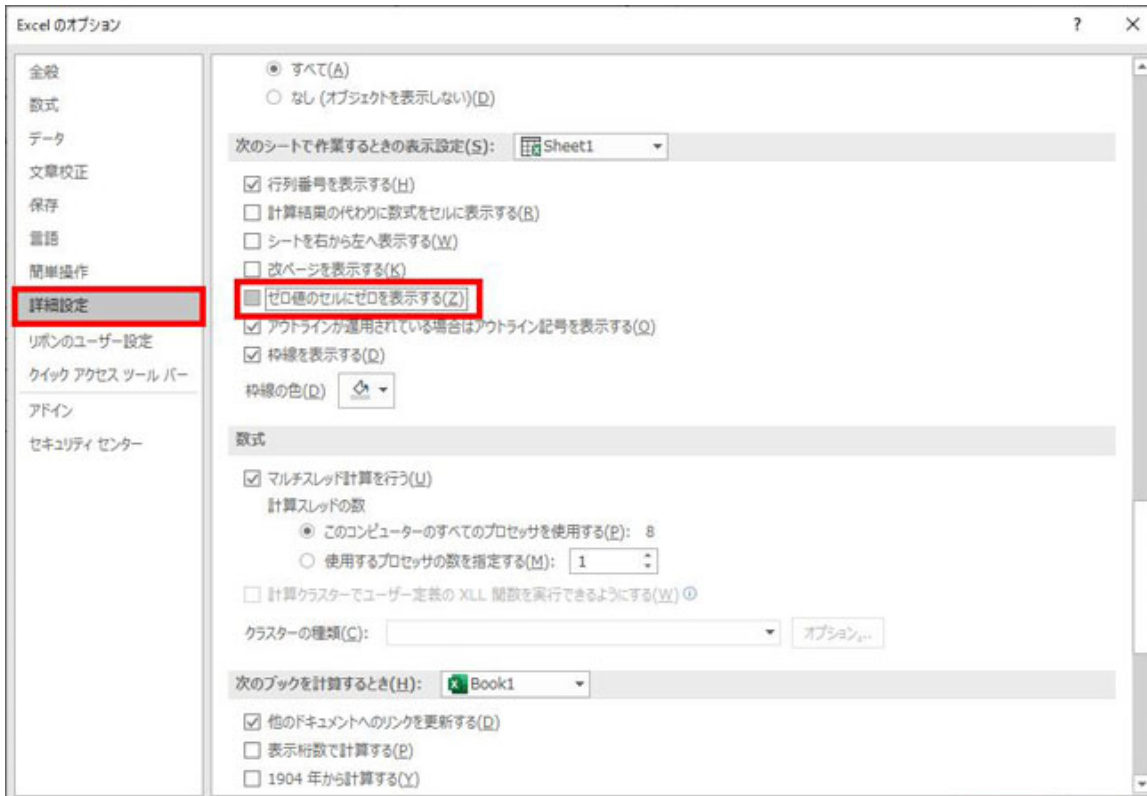 Excel のオプション
?
全般
数式
データ
文章校正
保存
言語
簡単操作
詳細設定
リボンのユーザー設定
クイック アクセス ツール バー
アドイン
セキュリティ センター
すべて(A)
なし (オブジェクトを表示しない)(D)
次のシートで作業するときの表示設定(S): Sheet1
行列番号を表示する(H)
計算結果の代わりに数式をセルに表示する(R)
シートを右から左へ表示する(W)
改ページを表示する(K)
ゼロ値のセルにゼロを表示する(Z)
アウトラインが適用されている場合はアウトライン記号を表示する(O)
枠線を表示する(D)
枠線の色(D)
数式
マルチスレッド計算を行う(U)
計算スレッドの数
このコンピューターのすべてのプロセッサを使用する(P): 8
使用するプロセッサの数を指定する(M): 1
計算クラスターでユーザー定義の XLL 関数を実行できるようにする(W)
クラスターの種類(C): オプション...
次のブックを計算するとき(H): Book1
他のドキュメントへのリンクを更新する(D)
表示桁数で計算する(P)
1904 年から計算する(Y)